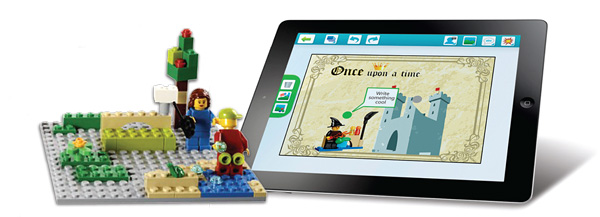 Once upon a time
Write
something
cool